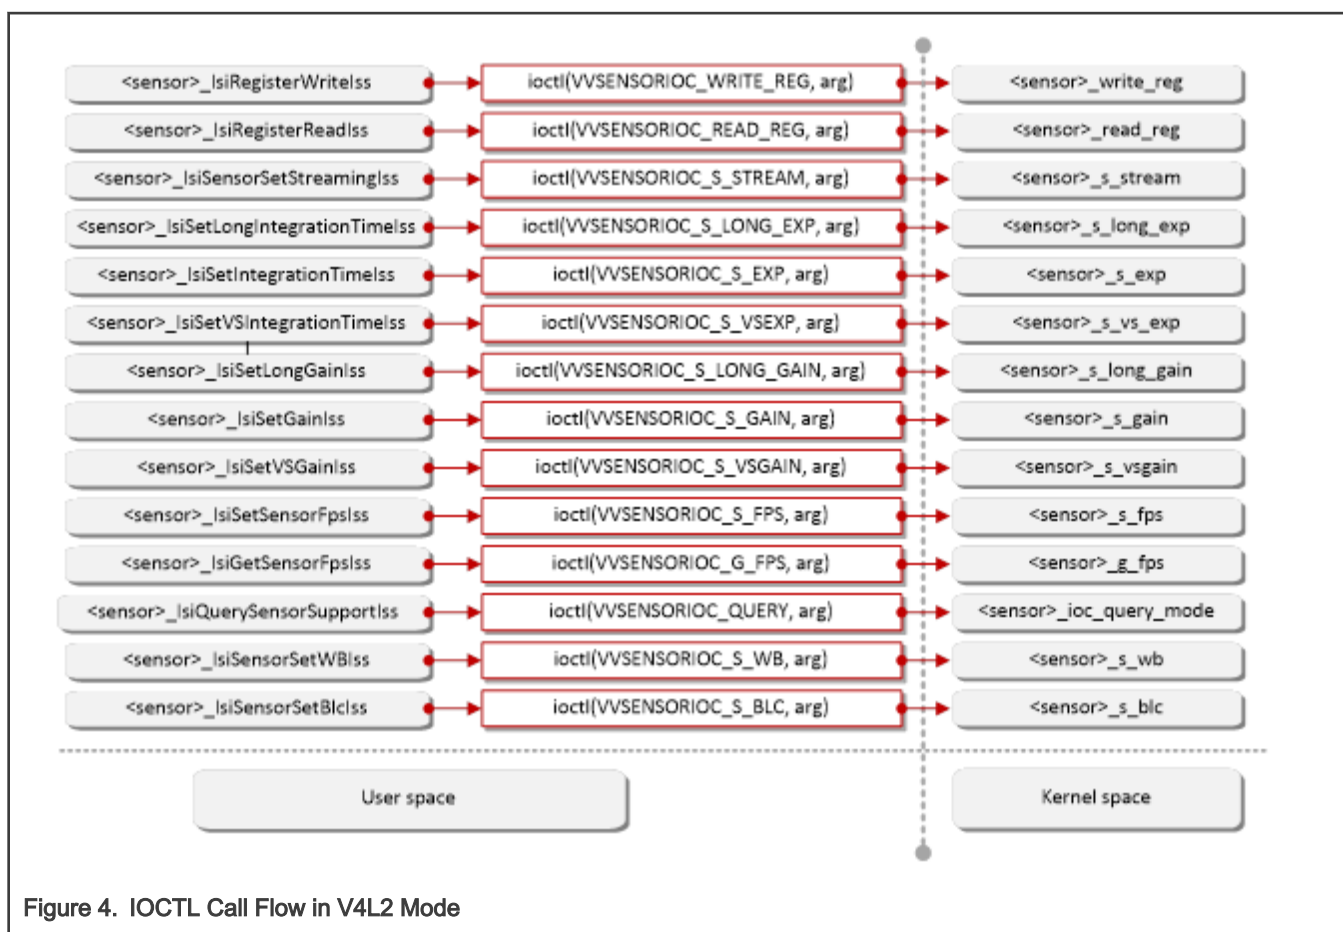 <sensor>_IsiRegisterWriteIss ioctl(VVSENSORIOC_WRITE_REG, arg) <sensor>_write_reg
<sensor>_IsiRegisterReadIss ioctl(VVSENSORIOC_READ_REG, arg) <sensor>_read_reg
<sensor>_IsiSensorSetStreamingIss ioctl(VVSENSORIOC_S_STREAM, arg) <sensor>_s_stream
<sensor>_IsiSetLongIntegrationTimeIss ioctl(VVSENSORIOC_S_LONG_EXP, arg) <sensor>_s_long_exp
<sensor>_IsiSetIntegrationTimeIss ioctl(VVSENSORIOC_S_EXP, arg) <sensor>_s_exp
<sensor>_IsiSetVSIntegrationTimeIss ioctl(VVSENSORIOC_S_VSEXP, arg) <sensor>_s_vs_exp
<sensor>_IsiSetLongGainIss ioctl(VVSENSORIOC_S_LONG_GAIN, arg) <sensor>_s_long_gain
<sensor>_IsiSetGainIss ioctl(VVSENSORIOC_S_GAIN, arg) <sensor>_s_gain
<sensor>_IsiSetVSGainIss ioctl(VVSENSORIOC_S_VSGAIN, arg) <sensor>_s_vsgain
<sensor>_IsiSetSensorFpsIss ioctl(VVSENSORIOC_S_FPS, arg) <sensor>_s_fps
<sensor>_IsiGetSensorFpsIss ioctl(VVSENSORIOC_G_FPS, arg) <sensor>_g_fps
<sensor>_IsiQuerySensorSupportIss ioctl(VVSENSORIOC_QUERY, arg) <sensor>_ioc_query_mode
<sensor>_IsiSensorSetWBIss ioctl(VVSENSORIOC_S_WB, arg) <sensor>_s_wb
<sensor>_IsiSensorSetBlcIss ioctl(VVSENSORIOC_S_BLC, arg) <sensor>_s_blc
User space Kernel space
Figure 4. IOCTL Call Flow in V4L2 Mode